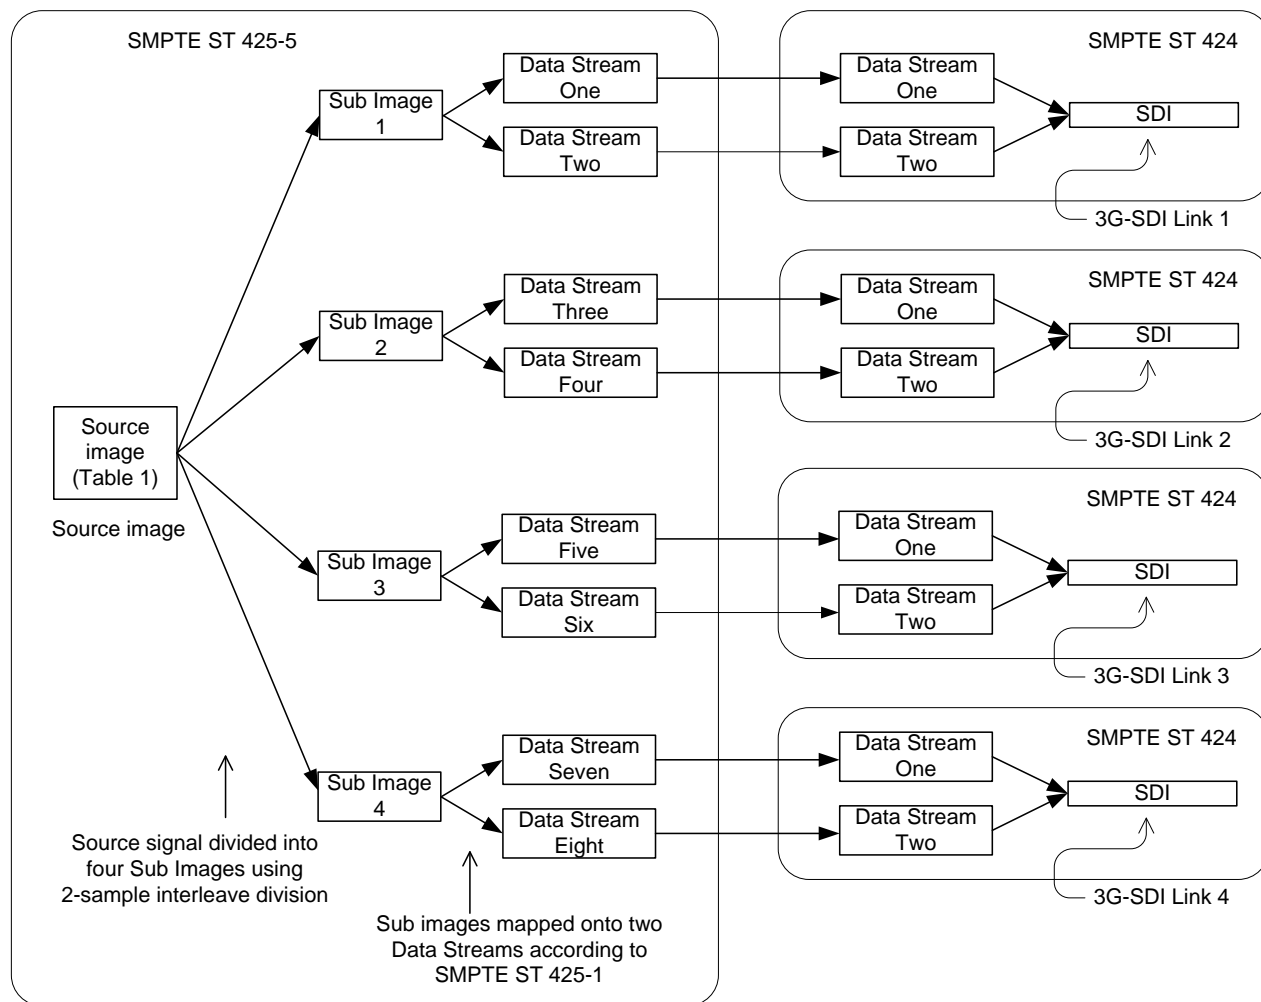 SMPTE ST 425-5
Source
image
(Table 1)
Source image
Source signal divided into
four Sub Images using
2-sample interleave division
Sub Image
1
Sub Image
2
Sub Image
3
Sub Image
4
Data Stream
One
Data Stream
Two
Data Stream
Three
Data Stream
Four
Data Stream
Five
Data Stream
Six
Data Stream
Seven
Data Stream
Eight
Sub images mapped onto two
Data Streams according to
SMPTE ST 425-1
SMPTE ST 424
Data Stream
One
Data Stream
Two
SDI
3G-SDI Link 1
SMPTE ST 424
Data Stream
One
Data Stream
Two
SDI
3G-SDI Link 2
SMPTE ST 424
Data Stream
One
Data Stream
Two
SDI
3G-SDI Link 3
SMPTE ST 424
Data Stream
One
Data Stream
Two
SDI
3G-SDI Link 4